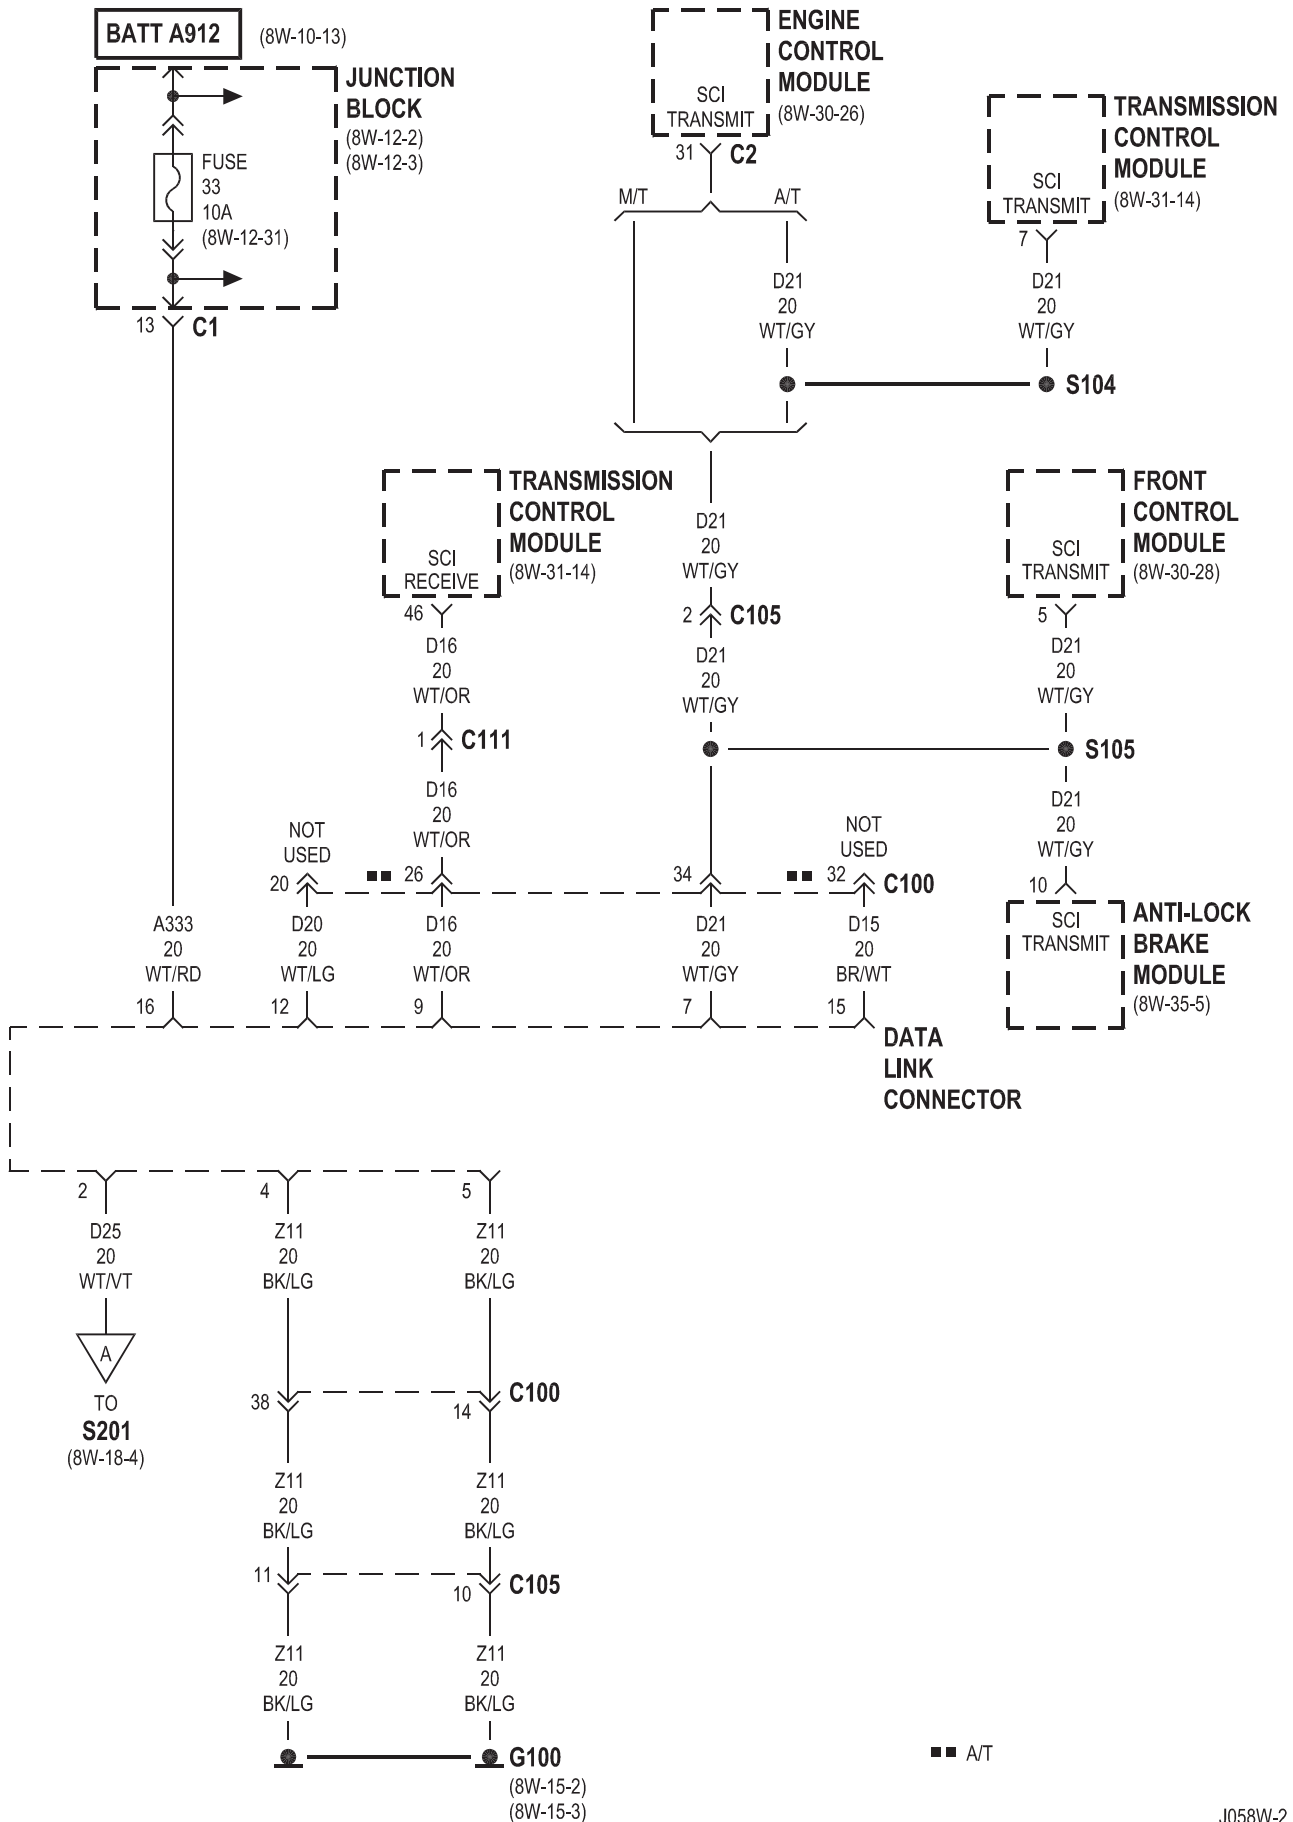 BATT A912
(8W-10-13)
JUNCTION
BLOCK
(8W-12-2)
(8W-12-3)
FUSE
33
10A
(8W-12-31)
13
C1
ENGINE
CONTROL
MODULE
(8W-30-26)
SCI
TRANSMIT
31
C2
M/T
A/T
TRANSMISSION
CONTROL
MODULE
(8W-31-14)
SCI
TRANSMIT
7
D21
20
WT/GY
D21
20
WT/GY
S104
TRANSMISSION
CONTROL
MODULE
(8W-31-14)
SCI
RECEIVE
46
D16
20
WT/OR
1
C111
D16
20
WT/OR
D21
20
WT/GY
2
C105
D21
20
WT/GY
FRONT
CONTROL
MODULE
(8W-30-28)
SCI
TRANSMIT
5
D21
20
WT/GY
S105
D21
20
WT/GY
10
NOT
USED
20
26
34
NOT
USED
32
C100
ANTI-LOCK
BRAKE
MODULE
(8W-35-5)
SCI
TRANSMIT
A333
20
WT/RD
16
D20
20
WT/LG
12
D16
20
WT/OR
9
D21
20
WT/GY
7
D15
20
BR/WT
15
DATA
LINK
CONNECTOR
2
D25
20
WT/VT
A
TO
S201
(8W-18-4)
4
Z11
20
BK/LG
5
Z11
20
BK/LG
38
14
C100
Z11
20
BK/LG
Z11
20
BK/LG
11
10
C105
Z11
20
BK/LG
Z11
20
BK/LG
G100
(8W-15-2)
(8W-15-3)
A/T
J058W-2